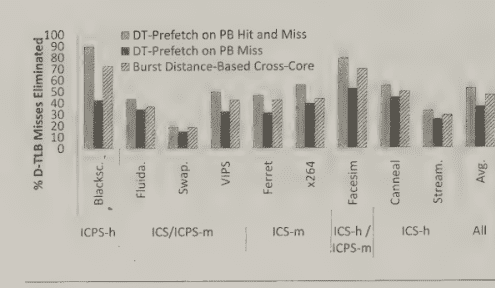 % D-TLB Misses Eliminated
100
90
80
70
60
50
40
30
20
10
0
DT-Prefetch on PB Hit and Miss
DT-Prefetch on PB Miss
Burst Distance-Based Cross-Core
Blacksc.
Fluida.
Swap.
VIPS
Ferret
x264
Facesim
Canneal
Stream.
Avg.
ICPS-h
ICS/ICPS-m
ICS-m
ICS-h /
ICPS-m
ICS-h
All